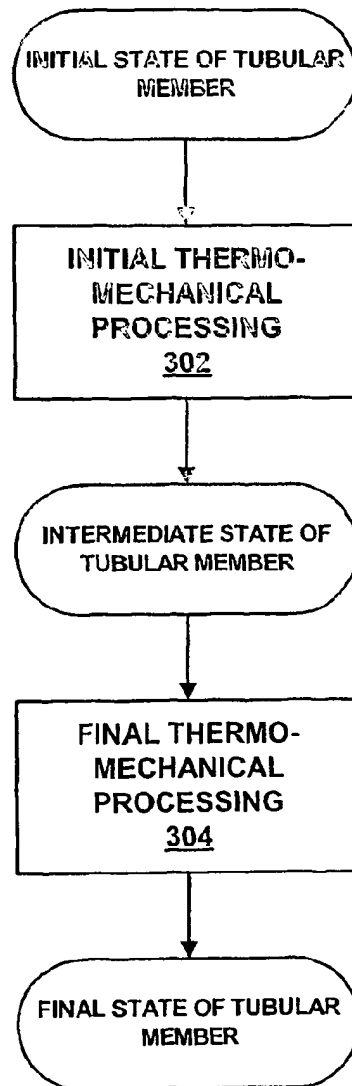 INITIAL STATE OF TUBULAR
MEMBER
INITIAL THERMO-
MECHANICAL
PROCESSING
302
INTERMEDIATE STATE OF
TUBULAR MEMBER
FINAL THERMO-
MECHANICAL
PROCESSING
304
FINAL STATE OF TUBULAR
MEMBER